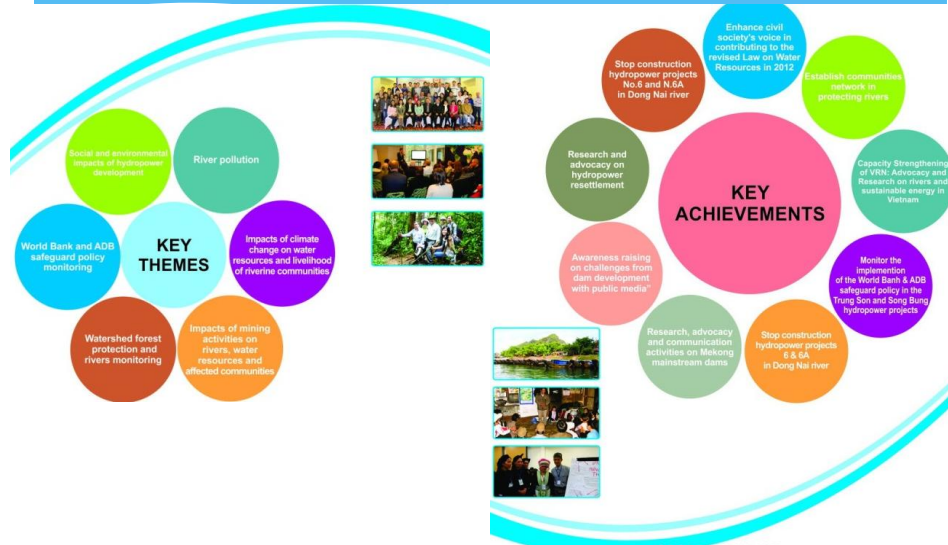 Social and environmental
impacts of hydropower
development
River pollution
World Bank and ADB
safeguard policy
monitoring
KEY
THEMES
Impacts of climate
change on water
resources and livelihood
of riverine communities
Watershed forest
protection and
rivers monitoring
Impacts of mining
activities on
rivers, water
resources and
affected communities
Enhance civil
society's voice in
contributing to the
revised Law on Water
Resources in 2012
Stop construction
hydropower projects
No.6 and N.6A
in Dong Nai river
Establish communities
network in
protecting rivers
Research and
advocacy on
hydropower
resettlement
KEY
ACHIEVEMENTS
Capacity Strengthening
of VRN: Advocacy and
Research on rivers and
sustainable energy in
Vietnam
Awareness raising
on challenges from
dam development
with public media"
Monitor the
implemention
of the World Banh & ADB
safeguard policy in the
Trung Son and Song Bung
hydropower projects
Research, advocacy
and communication
activities on Mekong
mainstream dams
Stop construction
hydropower projects
6 & 6A
in Dong Nai river